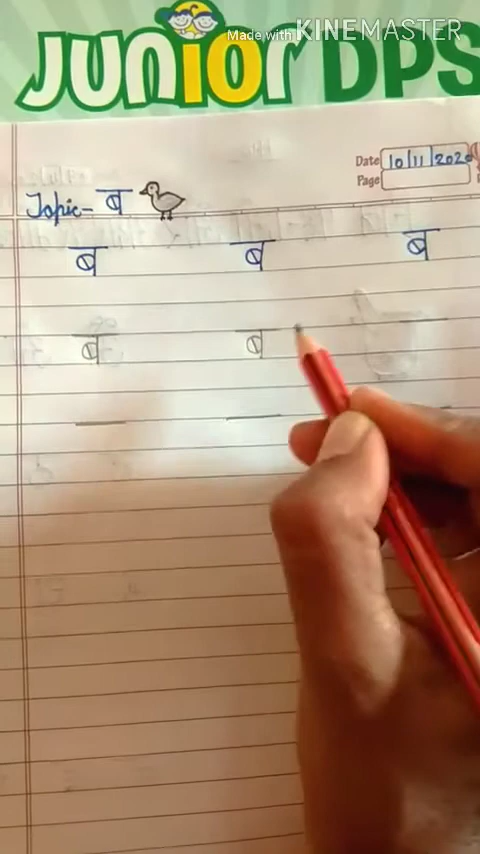 JUNIOR DPS
Made with KINEMASTER
Date 10/11/2020
Page
Topic- ब
ब ब ब
ब ब